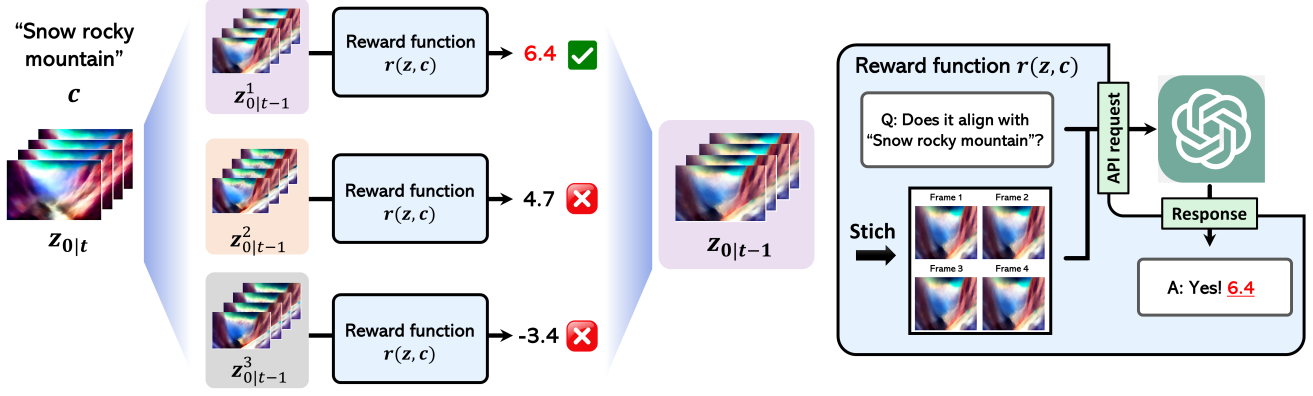 “Snow rocky
mountain”
c
z0|t
z¹0|t−1
Reward function
r(z, c)
6.4
z²0|t−1
Reward function
r(z, c)
4.7
z³0|t−1
Reward function
r(z, c)
-3.4
z0|t−1
Reward function r(z, c)
Q: Does it align with
“Snow rocky mountain”?
API request
Stich
Frame 1
Frame 2
Frame 3
Frame 4
Response
A: Yes! 6.4